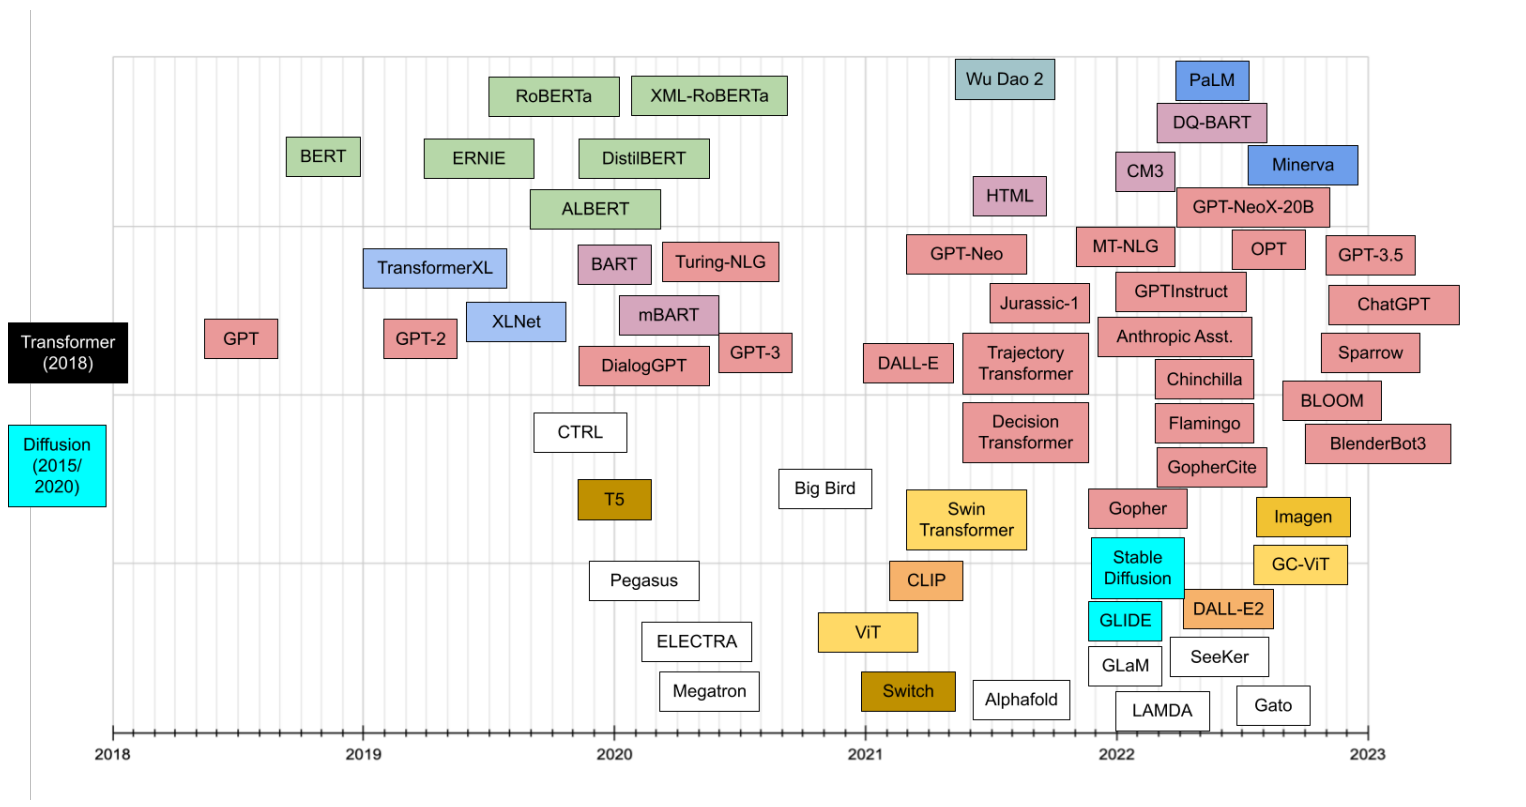 Wu Dao 2
PaLM
RoBERTa
XML-RoBERTa
DQ-BART
BERT
ERNIE
DistilBERT
CM3
Minerva
HTML
ALBERT
GPT-NeoX-20B
TransformerXL
BART
Turing-NLG
GPT-Neo
MT-NLG
OPT
GPT-3.5
Jurassic-1
GPTInstruct
ChatGPT
XLNet
mBART
Transformer
(2018)
GPT
GPT-2
DialogGPT
GPT-3
DALL-E
Trajectory
Transformer
Anthropic Asst.
Sparrow
Chinchilla
BLOOM
Diffusion
(2015/
2020)
CTRL
Decision
Transformer
Flamingo
BlenderBot3
GopherCite
T5
Big Bird
Swin
Transformer
Gopher
Imagen
Pegasus
CLIP
Stable
Diffusion
GC-ViT
ELECTRA
ViT
GLIDE
DALL-E2
GLaM
SeeKer
Megatron
Switch
Alphafold
LAMDA
Gato
2018
2019
2020
2021
2022
2023